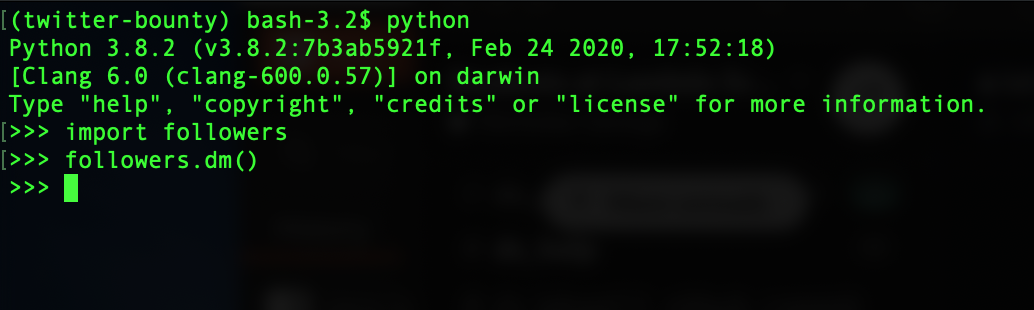 [(twitter-bounty) bash-3.2$ python
Python 3.8.2 (v3.8.2:7b3ab5921f, Feb 24 2020, 17:52:18)
[Clang 6.0 (clang-600.0.57)] on darwin
Type "help", "copyright", "credits" or "license" for more information.
[>>> import followers
[>>> followers.dm()
>>>